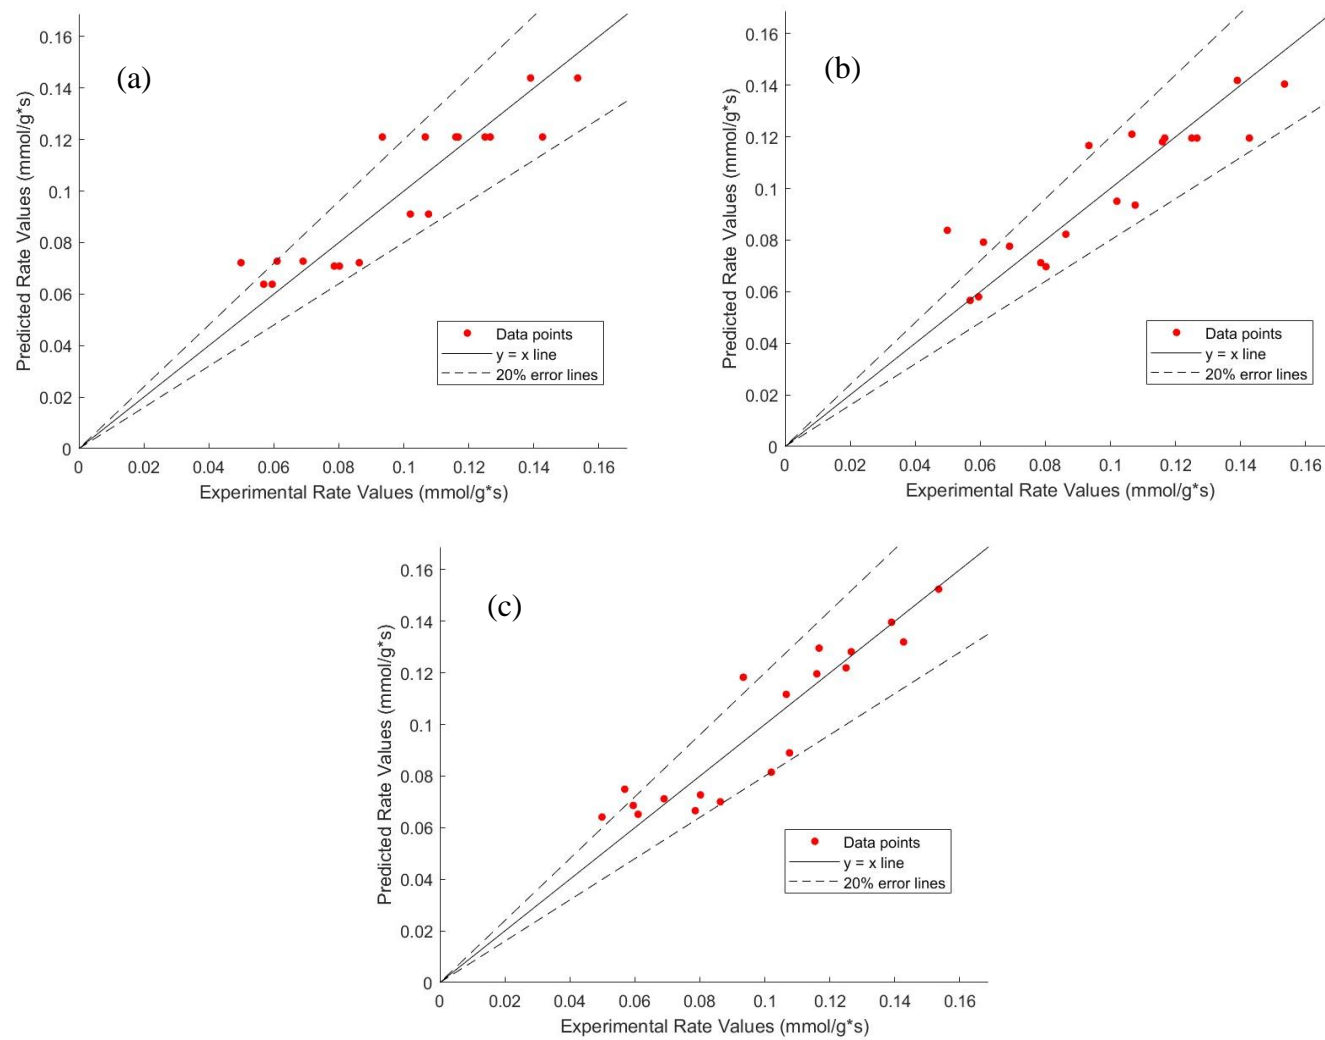 (a)
Predicted Rate Values (mmol/g*s)
0.16
0.14
0.12
0.1
0.08
0.06
0.04
0.02
0
0 0.02 0.04 0.06 0.08 0.1 0.12 0.14 0.16
Experimental Rate Values (mmol/g*s)
Data points
y = x line
20% error lines
(b)
Predicted Rate Values (mmol/g*s)
0.16
0.14
0.12
0.1
0.08
0.06
0.04
0.02
0
0 0.02 0.04 0.06 0.08 0.1 0.12 0.14 0.16
Experimental Rate Values (mmol/g*s)
Data points
y = x line
20% error lines
(c)
Predicted Rate Values (mmol/g*s)
0.16
0.14
0.12
0.1
0.08
0.06
0.04
0.02
0
0 0.02 0.04 0.06 0.08 0.1 0.12 0.14 0.16
Experimental Rate Values (mmol/g*s)
Data points
y = x line
20% error lines